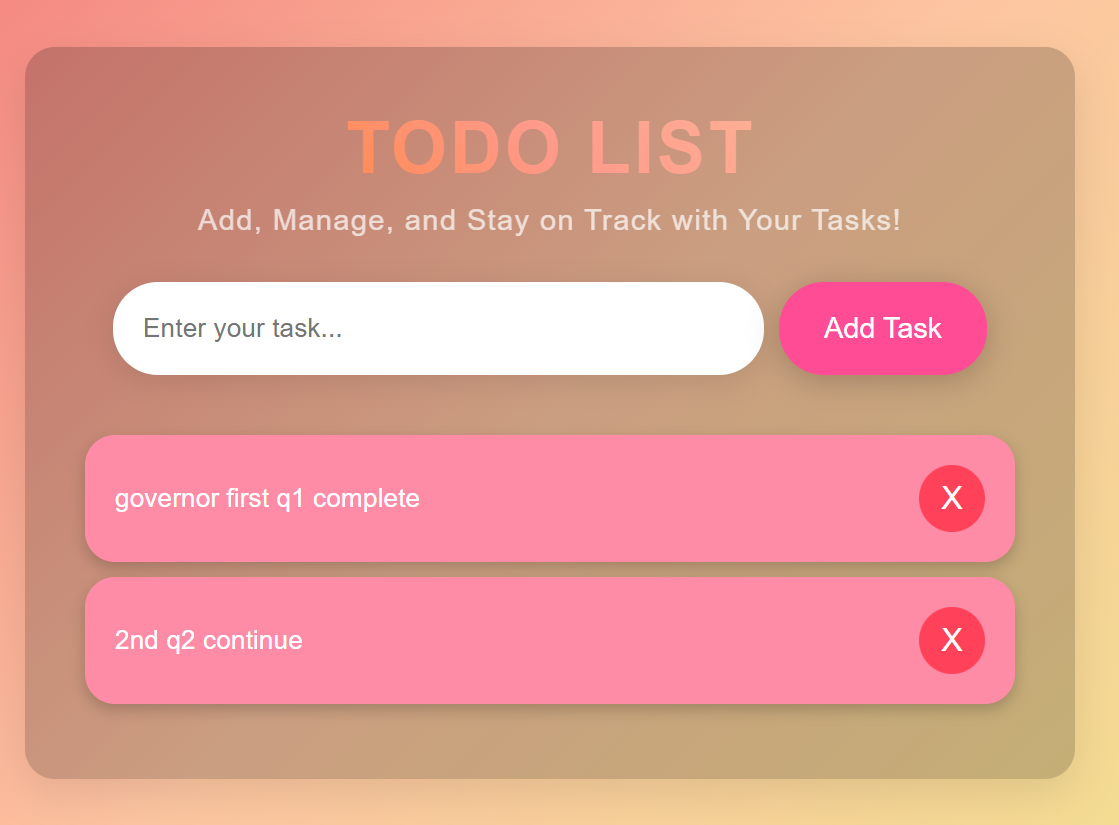 TODO LIST
Add, Manage, and Stay on Track with Your Tasks!
Enter your task...
Add Task
governor first q1 complete
X
2nd q2 continue
X